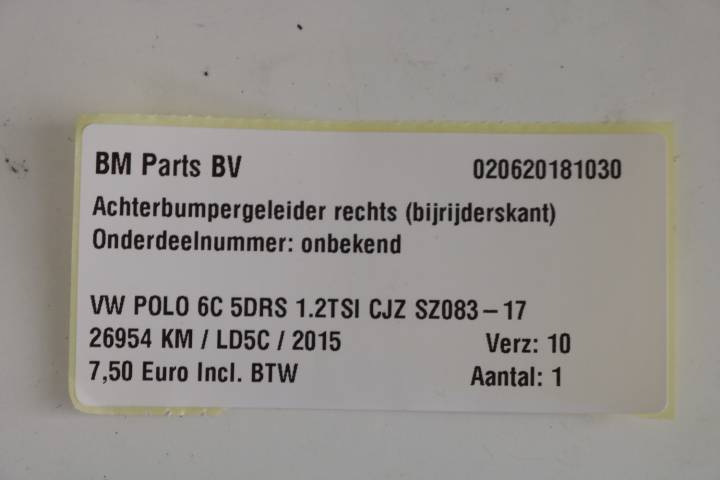 BM Parts BV 020620181030
Achterbumpergeleider rechts (bijrijderskant)
Onderdeelnummer: onbekend
VW POLO 6C 5DRS 1.2TSI CJZ SZ083 – 17
26954 KM / LD5C / 2015 Verz: 10
7,50 Euro Incl. BTW Aantal: 1